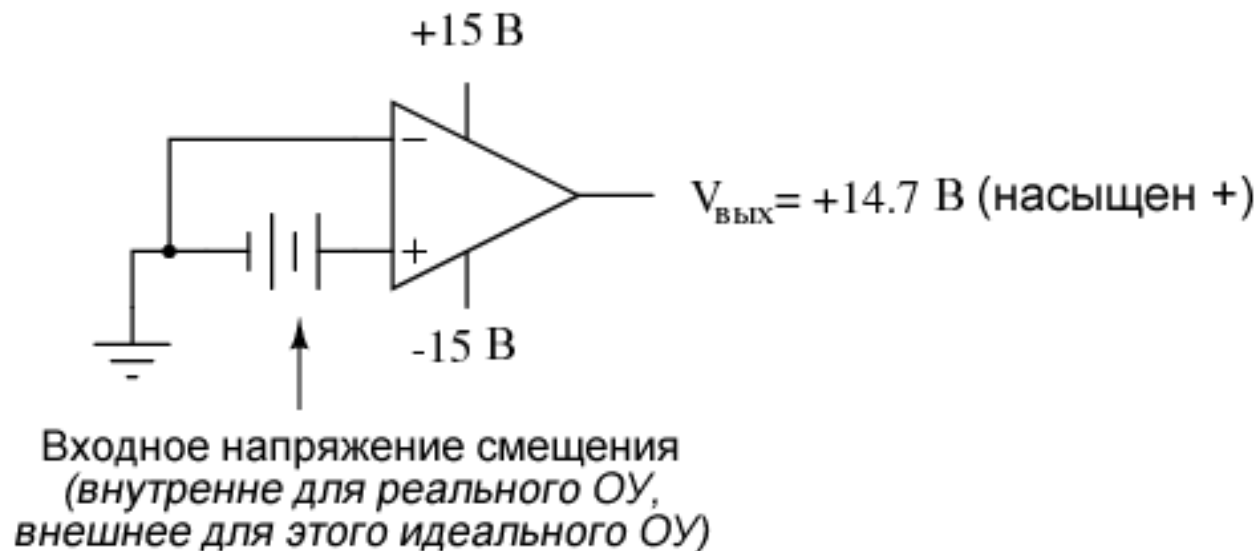 +15 В
−
+
-15 В
Vвых= +14.7 В (насыщен +)
Входное напряжение смещения
(внутренне для реального ОУ,
внешнее для этого идеального ОУ)